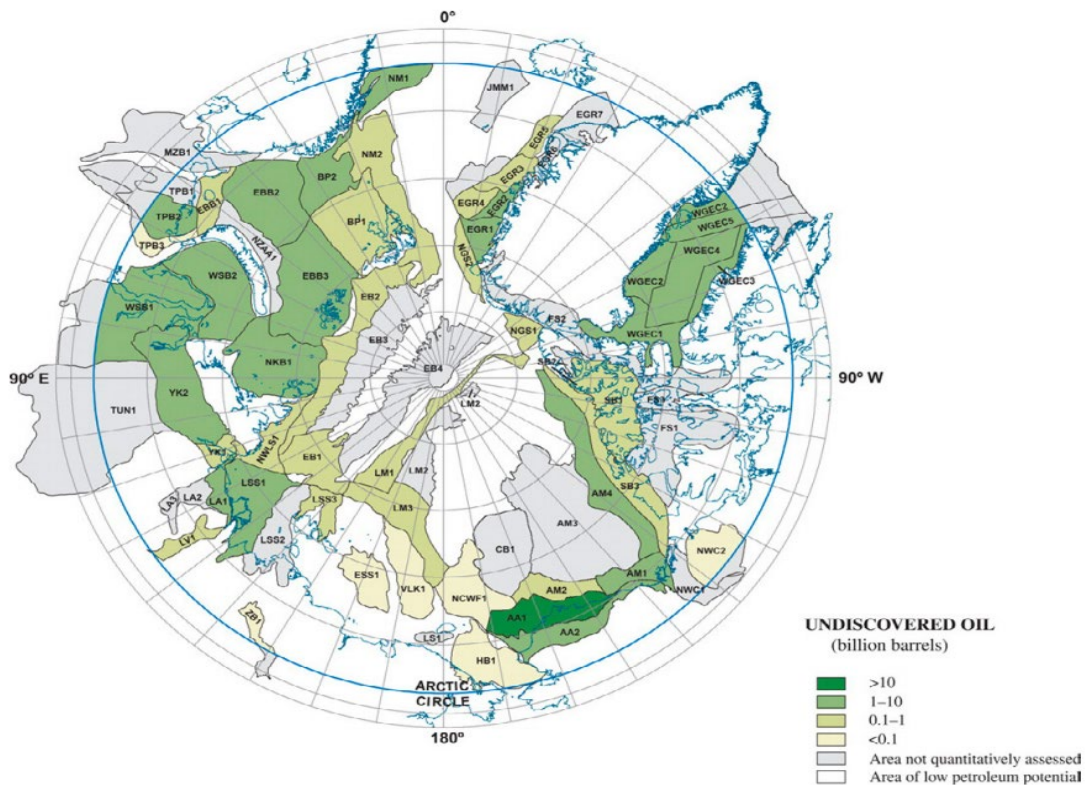 0°
NM1
JMM1
EGR7
MZB1
NM2
EGR5
EGR6
BP2
EBB2
EGR3
TPB1
TPB2
EBB1
EGR4
EGR2
WGEC2
WGEC5
BP1
EGR1
TPB3
NZAA1
WGEC4
NGS2
WSB2
EBB3
WGEC2
WGEC3
EB2
WSB1
FS2
NGS1
WGEC1
EB3
NKB1
SB2
90° E
EB4
90° W
YK2
SB1
TUN1
LM2
FS1
YK1
NWLS1
EB1
LM1
LM2
LSS1
SB3
LA3
LA2
LA1
LSS3
AM4
LM3
AM3
LV1
LSS2
CB1
NWC2
AM1
ESS1
VLK1
NCWF1
AM2
NWC1
ZB1
AA1
LS1
AA2
HB1
ARCTIC
CIRCLE
180°
UNDISCOVERED OIL
(billion barrels)
>10
1–10
0.1–1
<0.1
Area not quantitatively assessed
Area of low petroleum potential